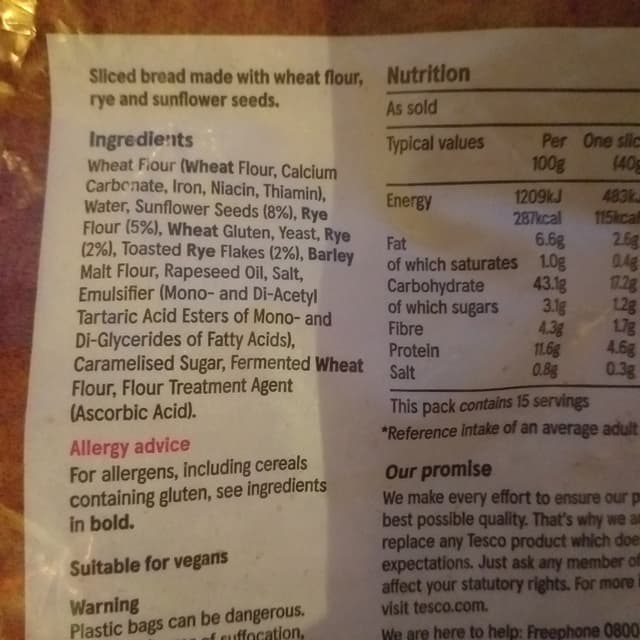 Sliced bread made with wheat flour,
rye and sunflower seeds.
Ingredients
Wheat Flour (Wheat Flour, Calcium
Carbonate, Iron, Niacin, Thiamin),
Water, Sunflower Seeds (8%), Rye
Flour (5%), Wheat Gluten, Yeast, Rye
(2%), Toasted Rye Flakes (2%), Barley
Malt Flour, Rapeseed Oil, Salt,
Emulsifier (Mono- and Di-Acetyl
Tartaric Acid Esters of Mono- and
Di-Glycerides of Fatty Acids),
Caramelised Sugar, Fermented Wheat
Flour, Flour Treatment Agent
(Ascorbic Acid).
Allergy advice
For allergens, including cereals
containing gluten, see ingredients
in bold.
Suitable for vegans
Warning
Plastic bags can be dangerous.
of suffocation,
Nutrition
As sold
Typical values Per One slic
100g (40g
Energy 1209kJ 483k
287kcal 115kcal
Fat 6.6g 2.6g
of which saturates 1.0g 0.4g
Carbohydrate 43.1g 17.2g
of which sugars 3.1g 1.2g
Fibre 4.3g 1.7g
Protein 11.6g 4.6g
Salt 0.8g 0.3g
This pack contains 15 servings
*Reference intake of an average adult
Our promise
We make every effort to ensure our p
best possible quality. That's why we a
replace any Tesco product which doe
expectations. Just ask any member of
affect your statutory rights. For more
visit tesco.com.
We are here to help: Freephone 0800